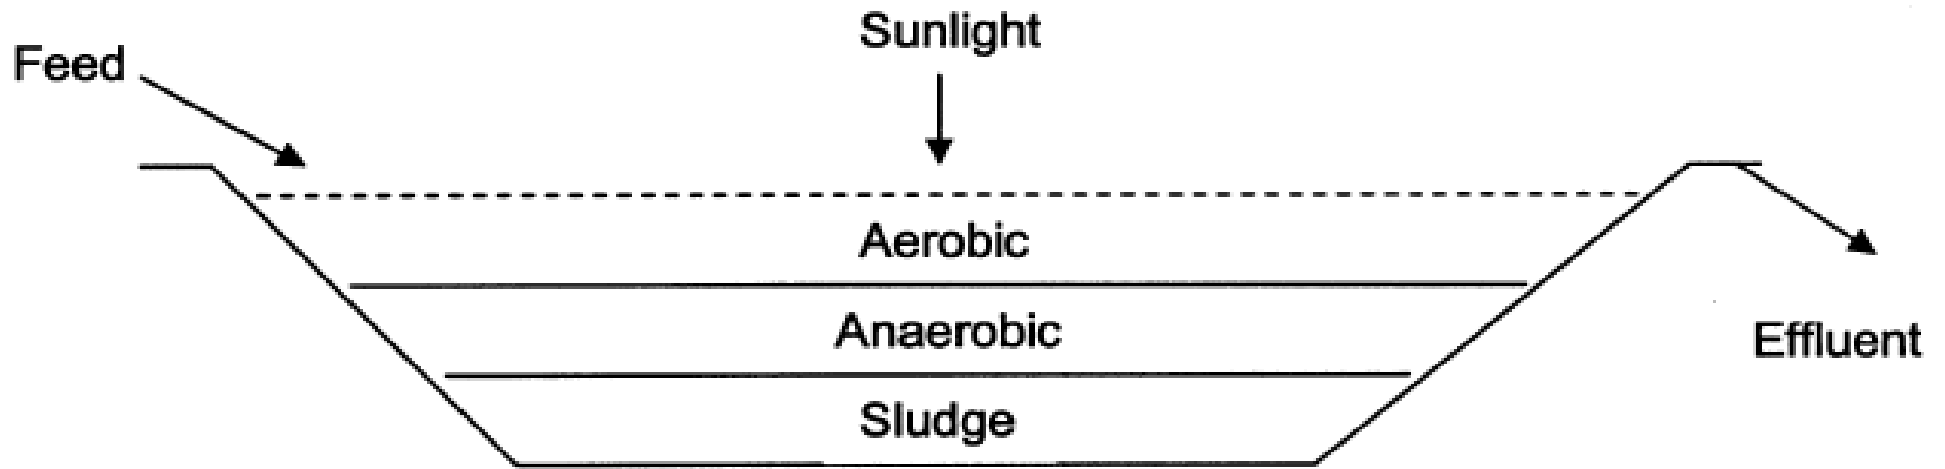 Sunlight
Feed
Aerobic
Anaerobic
Effluent
Sludge